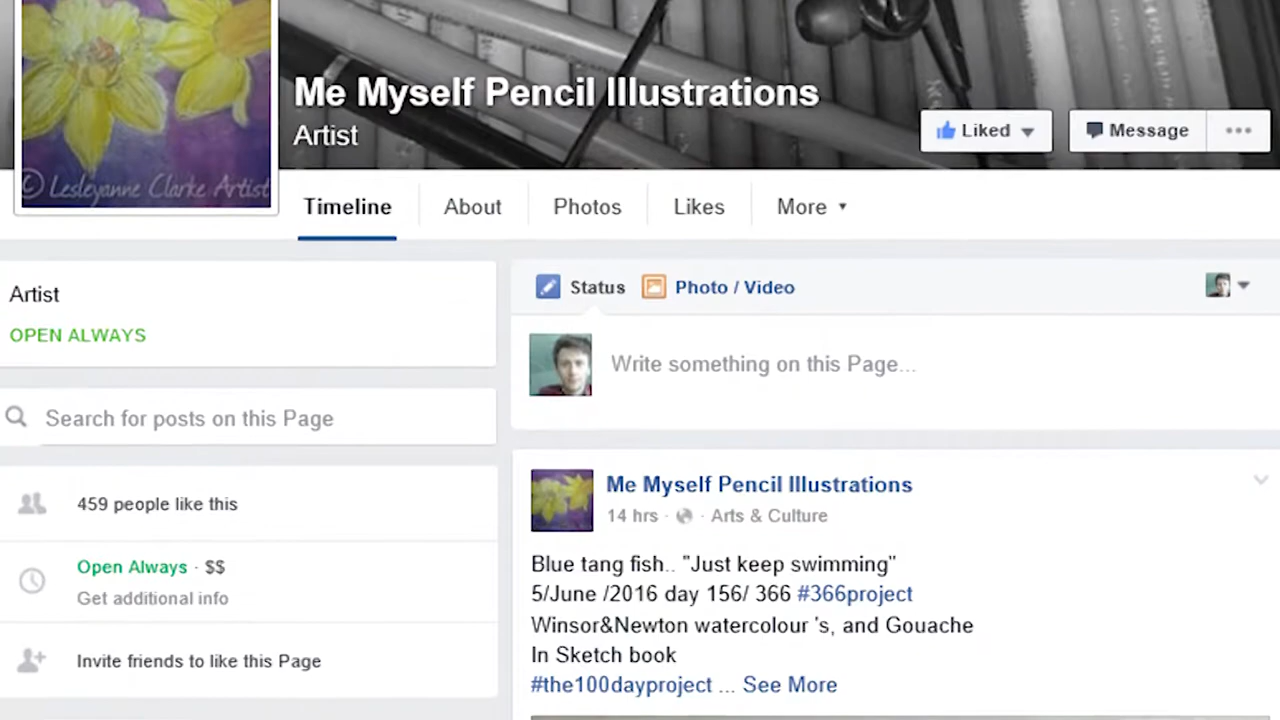 © Lesleyanne Clarke Artist
Me Myself Pencil Illustrations
Artist
Liked
Message
Timeline
About
Photos
Likes
More
Artist
OPEN ALWAYS
Search for posts on this Page
459 people like this
Open Always · $$
Get additional info
Invite friends to like this Page
Status
Photo / Video
Write something on this Page...
Me Myself Pencil Illustrations
14 hrs · · Arts & Culture
Blue tang fish.. "Just keep swimming"
5/June /2016 day 156/ 366 #366project
Winsor&Newton watercolour 's, and Gouache
In Sketch book
#the100dayproject ... See More